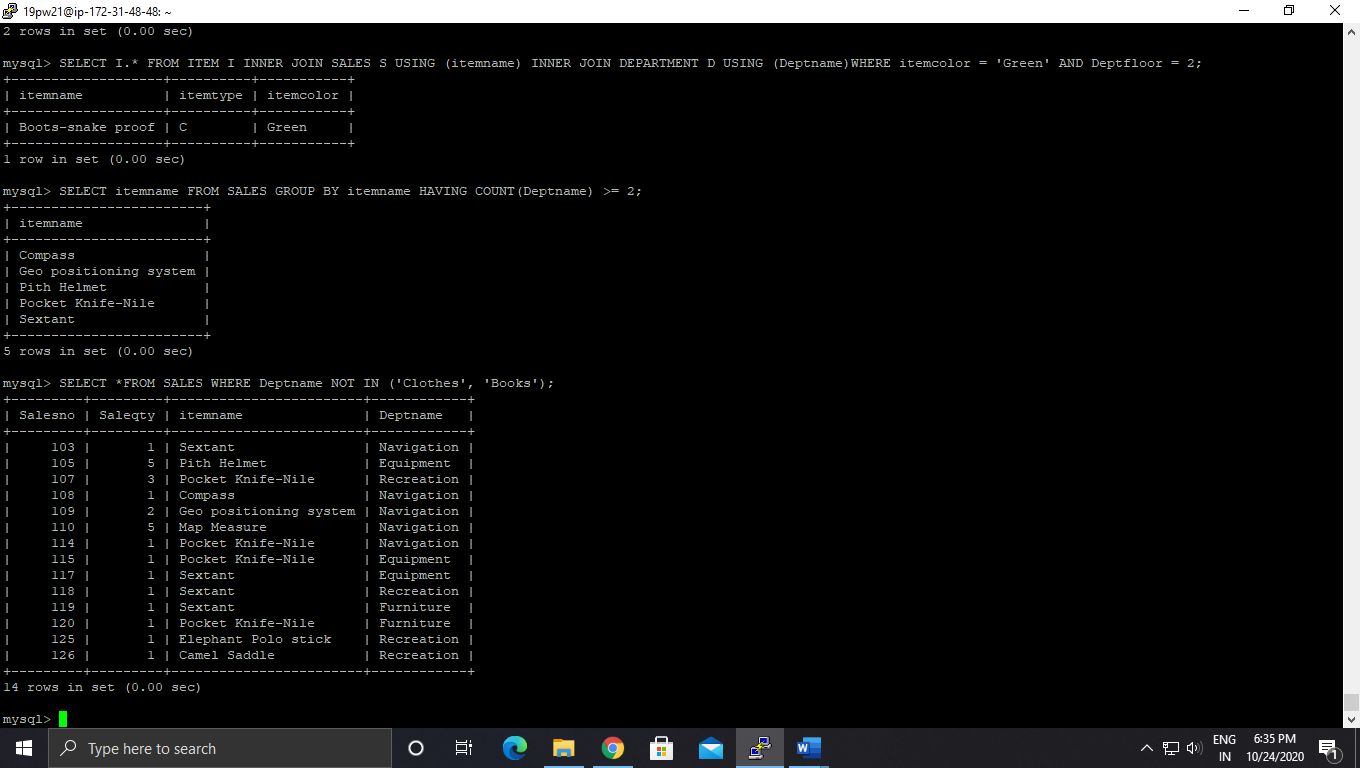 19pw21@ip-172-31-48-48: ~
2 rows in set (0.00 sec)
mysql> SELECT I.* FROM ITEM I INNER JOIN SALES S USING (itemname) INNER JOIN DEPARTMENT D USING (Deptname)WHERE itemcolor = 'Green' AND Deptfloor = 2;
+-------------------+----------+-----------+
| itemname          | itemtype | itemcolor |
+-------------------+----------+-----------+
| Boots-snake proof | C        | Green     |
+-------------------+----------+-----------+
1 row in set (0.00 sec)
mysql> SELECT itemname FROM SALES GROUP BY itemname HAVING COUNT(Deptname) >= 2;
+------------------------+
| itemname               |
+------------------------+
| Compass                |
| Geo positioning system |
| Pith Helmet            |
| Pocket Knife-Nile      |
| Sextant                |
+------------------------+
5 rows in set (0.00 sec)
mysql> SELECT *FROM SALES WHERE Deptname NOT IN ('Clothes', 'Books');
+---------+---------+------------------------+------------+
| Salesno | Saleqty | itemname               | Deptname   |
+---------+---------+------------------------+------------+
|     103 |       1 | Sextant                | Navigation |
|     105 |       5 | Pith Helmet            | Equipment  |
|     107 |       3 | Pocket Knife-Nile      | Recreation |
|     108 |       1 | Compass                | Navigation |
|     109 |       2 | Geo positioning system | Navigation |
|     110 |       5 | Map Measure            | Navigation |
|     114 |       1 | Pocket Knife-Nile      | Navigation |
|     115 |       1 | Pocket Knife-Nile      | Equipment  |
|     117 |       1 | Sextant                | Equipment  |
|     118 |       1 | Sextant                | Recreation |
|     119 |       1 | Sextant                | Furniture  |
|     120 |       1 | Pocket Knife-Nile      | Furniture  |
|     125 |       1 | Elephant Polo stick    | Recreation |
|     126 |       1 | Camel Saddle           | Recreation |
+---------+---------+------------------------+------------+
14 rows in set (0.00 sec)
mysql>
Type here to search
W
ENG
IN
6:35 PM
10/24/2020
1